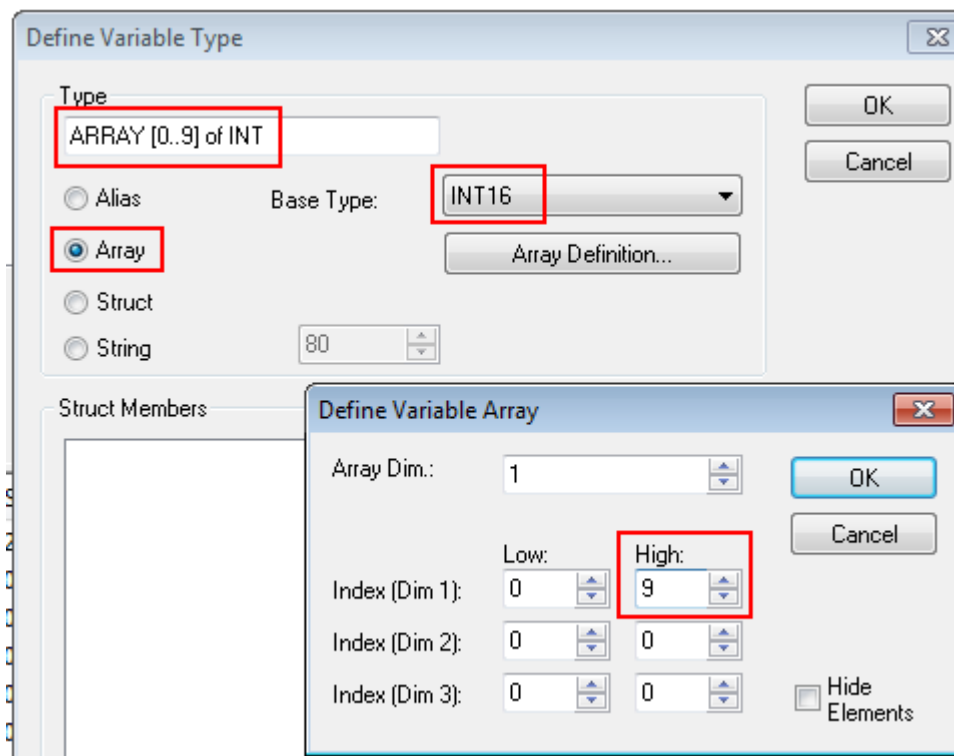 Define Variable Type
Type
ARRAY [0..9] of INT
OK
Cancel
Alias
Base Type:
INT16
Array
Array Definition...
Struct
String
80
Struct Members
Define Variable Array
Array Dim.:
1
OK
Cancel
Low:
High:
Index (Dim 1):
0
9
Index (Dim 2):
0
0
Index (Dim 3):
0
0
Hide
Elements